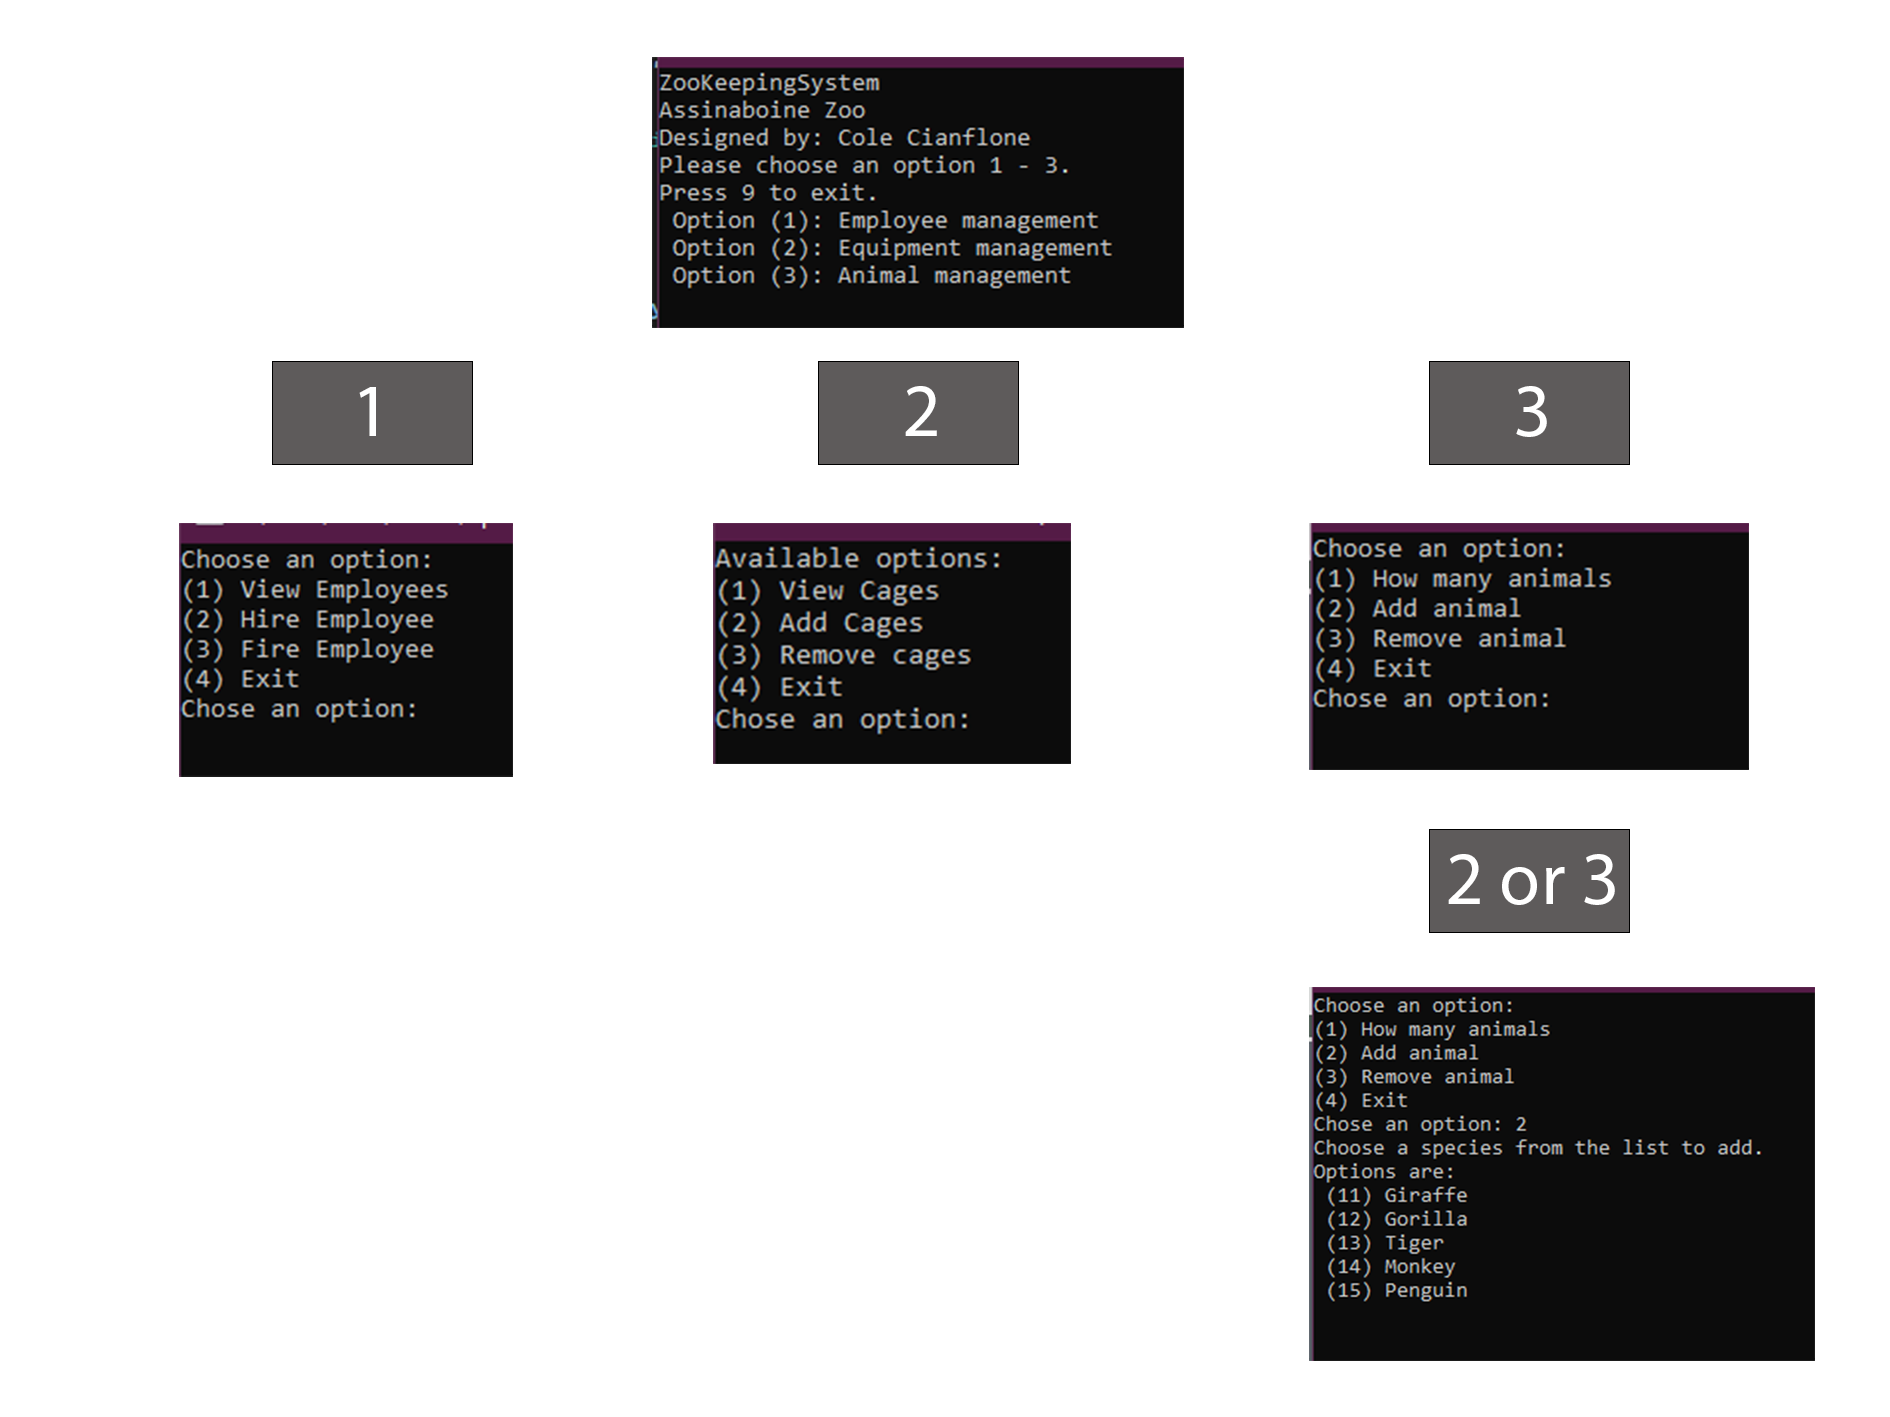 ZooKeepingSystem
Assinaboine Zoo
Designed by: Cole Cianflone
Please choose an option 1 - 3.
Press 9 to exit.
Option (1): Employee management
Option (2): Equipment management
Option (3): Animal management
1
2
3
Choose an option:
(1) View Employees
(2) Hire Employee
(3) Fire Employee
(4) Exit
Chose an option:
Available options:
(1) View Cages
(2) Add Cages
(3) Remove cages
(4) Exit
Chose an option:
Choose an option:
(1) How many animals
(2) Add animal
(3) Remove animal
(4) Exit
Chose an option:
2 or 3
Choose an option:
(1) How many animals
(2) Add animal
(3) Remove animal
(4) Exit
Chose an option: 2
Choose a species from the list to add.
Options are:
(11) Giraffe
(12) Gorilla
(13) Tiger
(14) Monkey
(15) Penguin